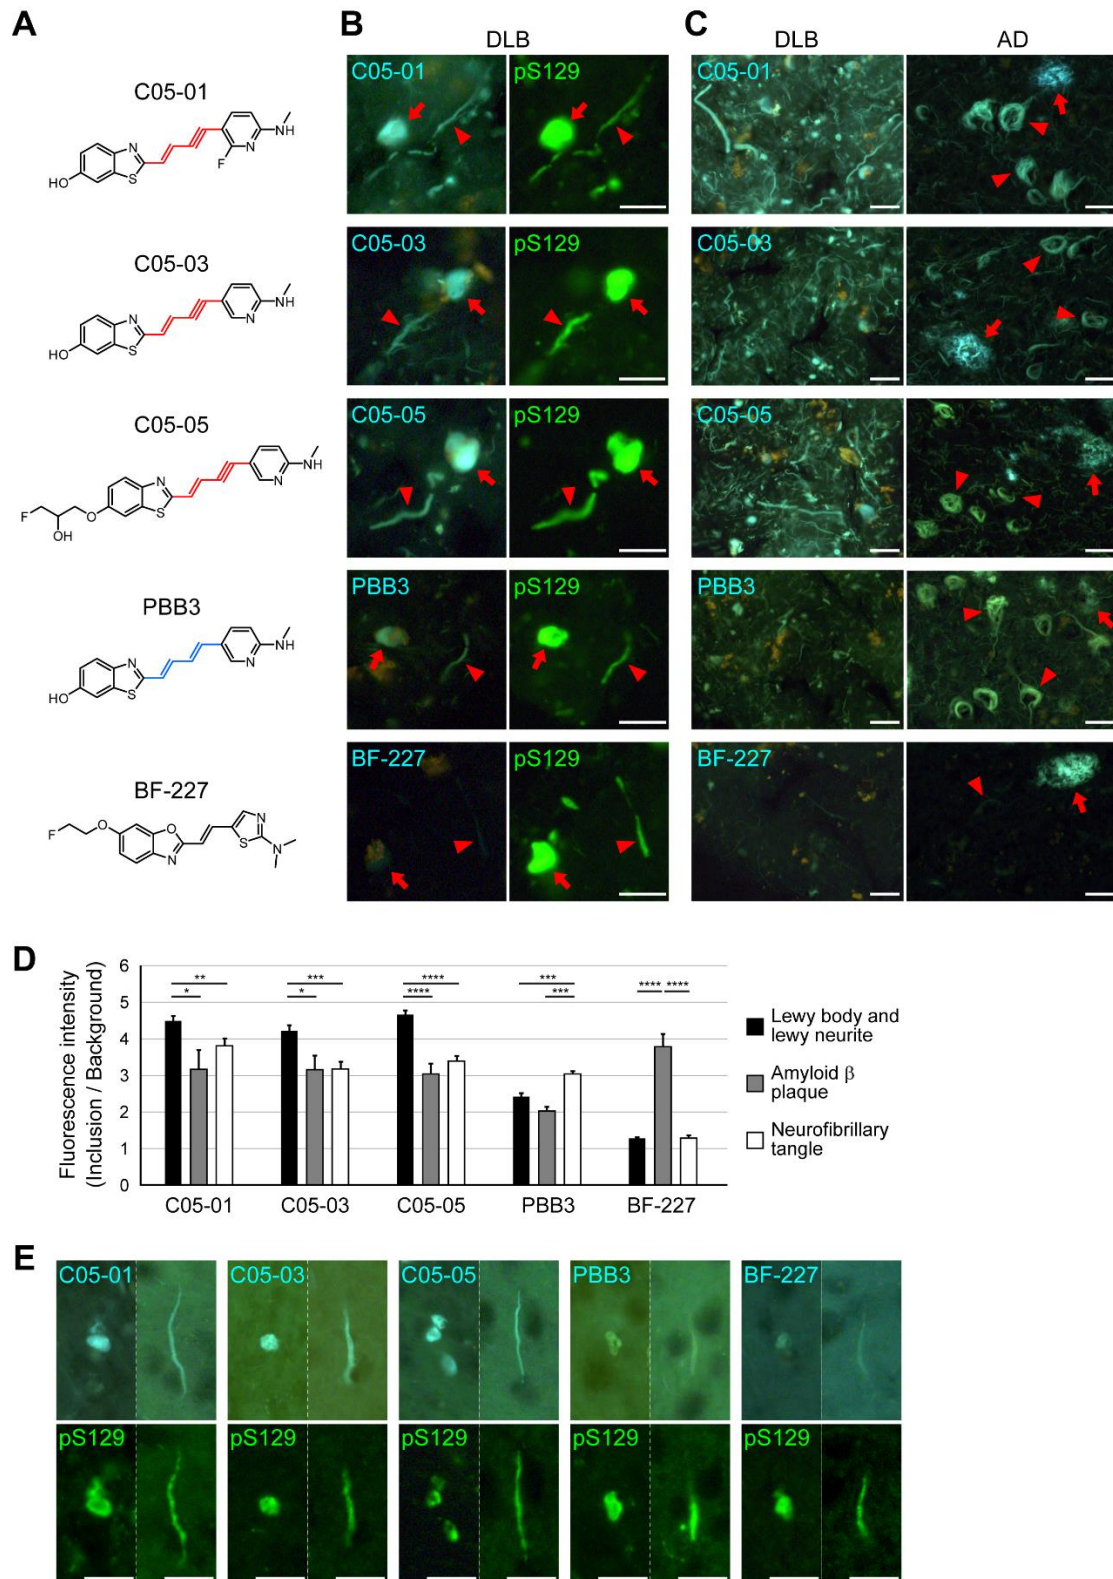 A
B
C
DLB
DLB
AD
C05-01
N
S
HO
F
N
NH
C05-01
pS129
C05-01
C05-03
N
S
HO
N
NH
C05-03
pS129
C05-03
C05-05
N
S
F
OH
O
N
NH
C05-05
pS129
C05-05
PBB3
N
S
HO
N
NH
PBB3
pS129
PBB3
BF-227
F
O
O
N
N
S
N
BF-227
pS129
BF-227
D
Fluorescence intensity
(Inclusion / Background)
6
5
4
3
2
1
0
**
*
***
*
****
****
***
***
****
****
C05-01
C05-03
C05-05
PBB3
BF-227
Lewy body and
lewy neurite
Amyloid β
plaque
Neurofibrillary
tangle
E
C05-01
C05-03
C05-05
PBB3
BF-227
pS129
pS129
pS129
pS129
pS129